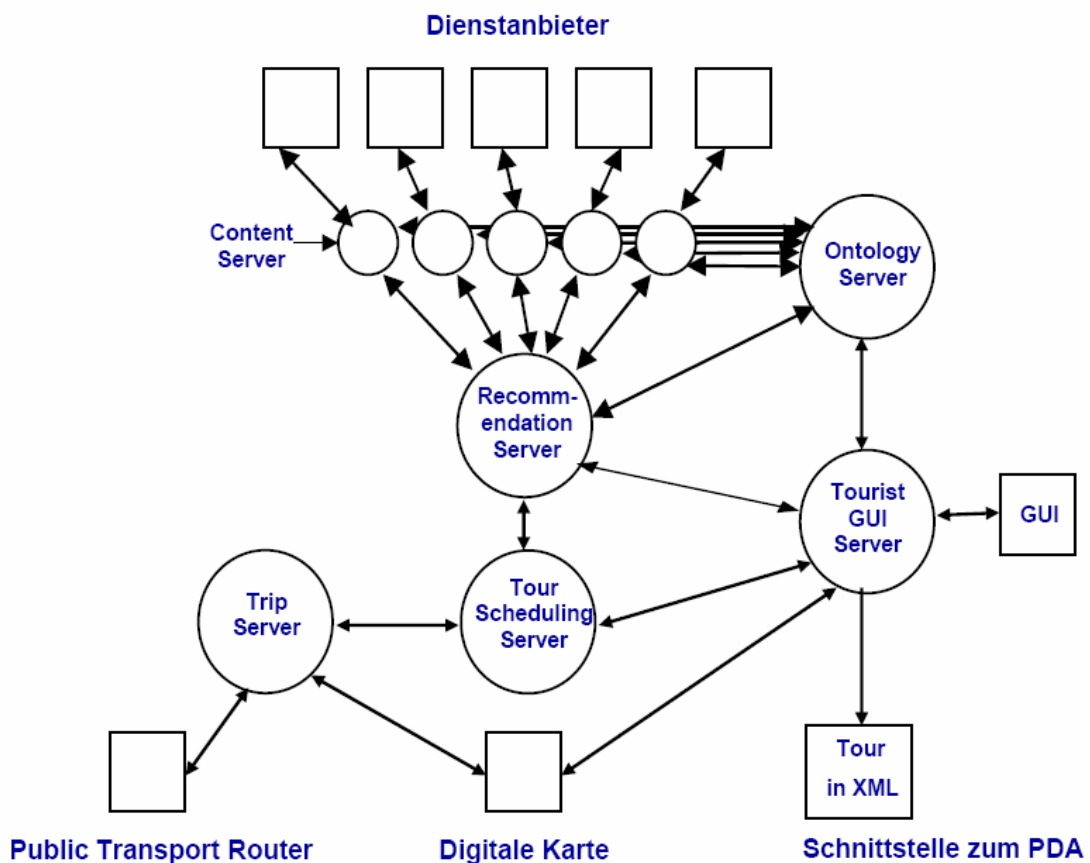 Dienstanbieter
Content
Server
Ontology
Server
Recomm-
endation
Server
Tourist
GUI
Server
GUI
Trip
Server
Tour
Scheduling
Server
Tour
in XML
Public Transport Router
Digitale Karte
Schnittstelle zum PDA